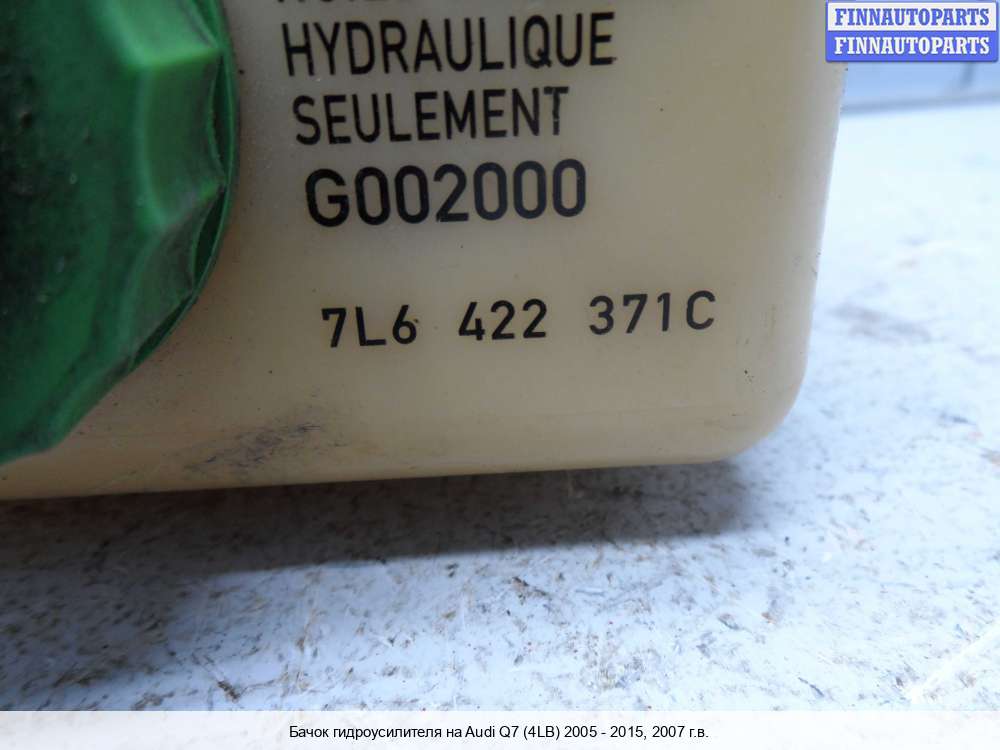 HYDRAULIQUE
SEULEMENT
G002000
7L6 422 371C
FINNAUTOPARTS
FINNAUTOPARTS
Бачок гидроусилителя на Audi Q7 (4LB) 2005 - 2015, 2007 г.в.